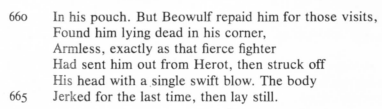 660 In his pouch. But Beowulf repaid him for those visits,
Found him lying dead in his corner,
Armless, exactly as that fierce fighter
Had sent him out from Herot, then struck off
His head with a single swift blow. The body
665 Jerked for the last time, then lay still.